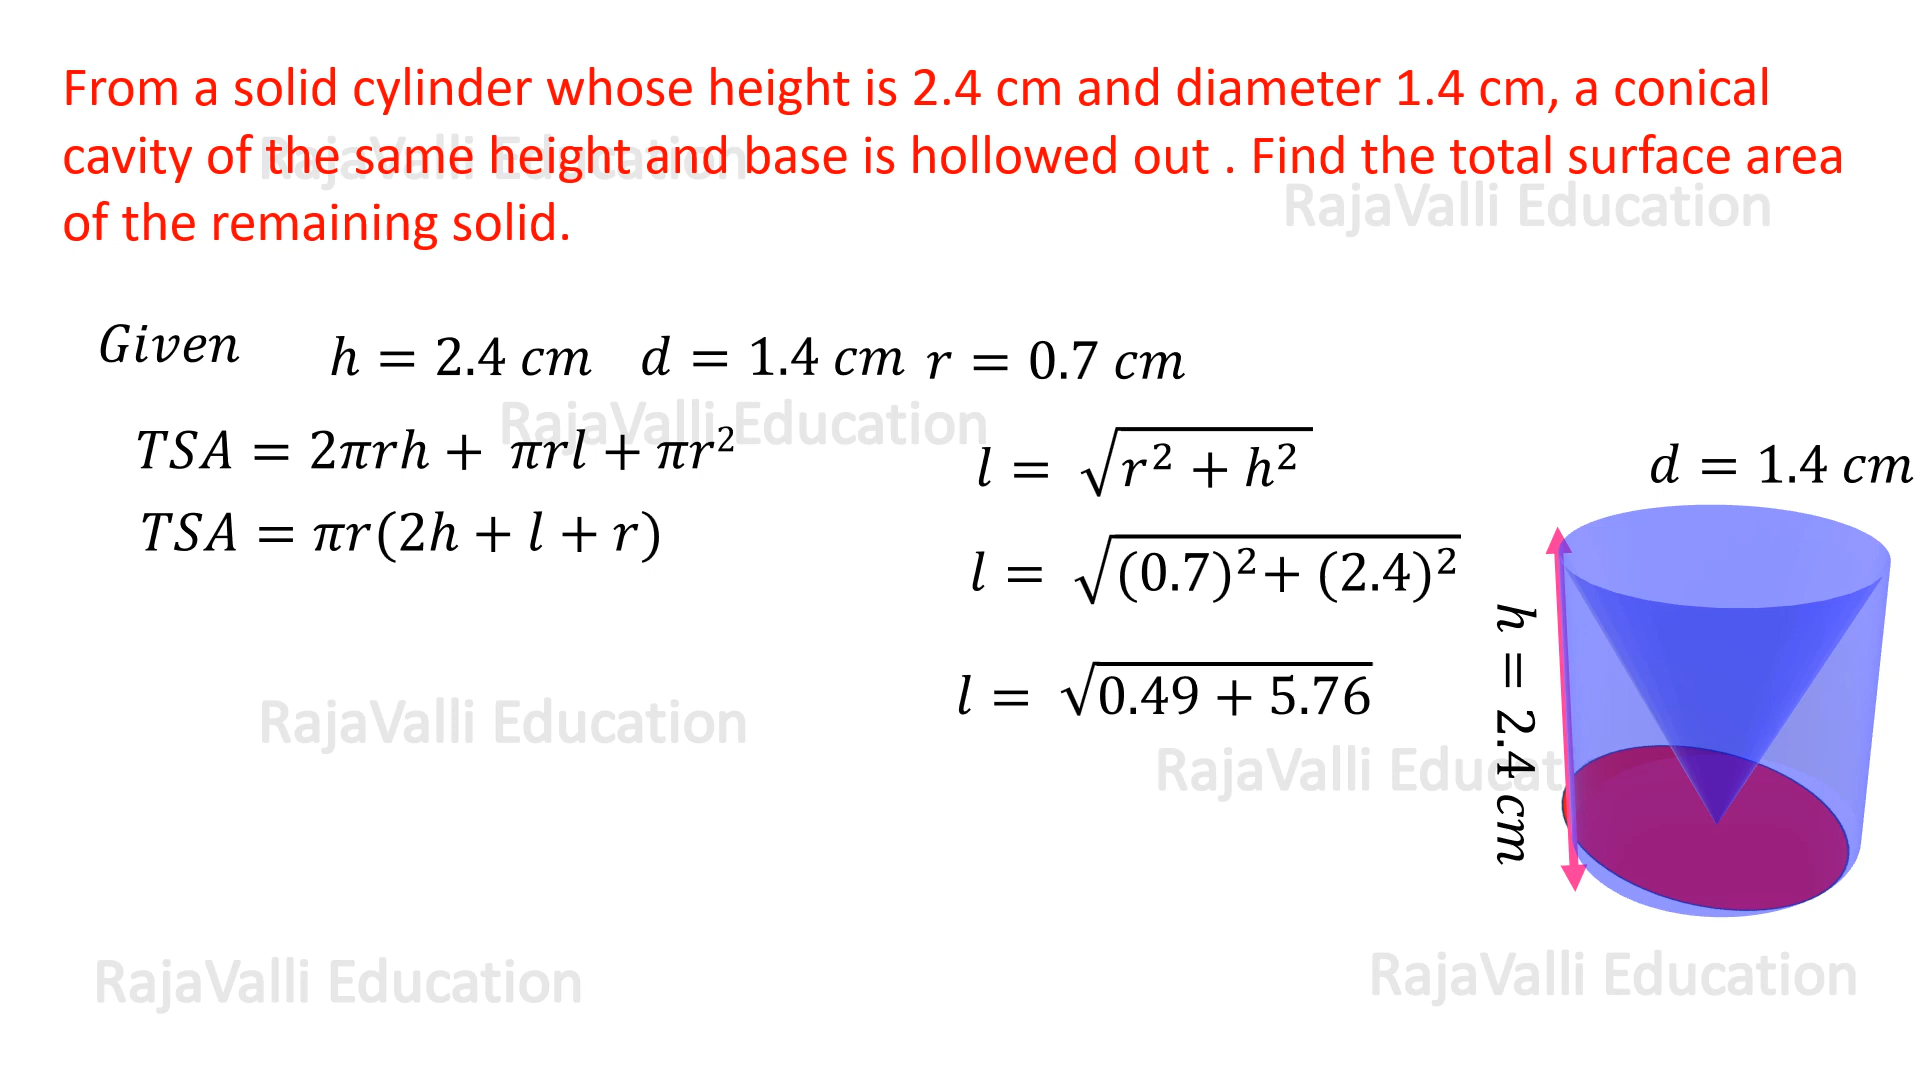 From a solid cylinder whose height is 2.4 cm and diameter 1.4 cm, a conical
cavity of the same height and base is hollowed out . Find the total surface area
of the remaining solid.
RajaValli Education
RajaValli Education
Given h = 2.4 cm d = 1.4 cm r = 0.7 cm
RajaValli Education
TSA = 2πrh + πrl + πr²
l = √(r² + h²)
d = 1.4 cm
TSA = πr(2h + l + r)
l = √((0.7)²+ (2.4)²)
h = 2.4 cm
l = √(0.49 + 5.76)
RajaValli Education
RajaValli Educat
RajaValli Education
RajaValli Education